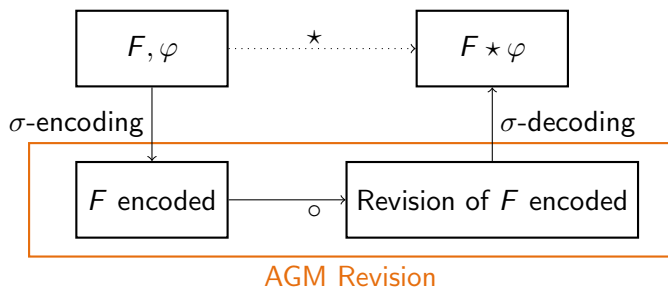 F, φ
⋆
F ⋆ φ
σ-encoding
σ-decoding
F encoded
∘
Revision of F encoded
AGM Revision